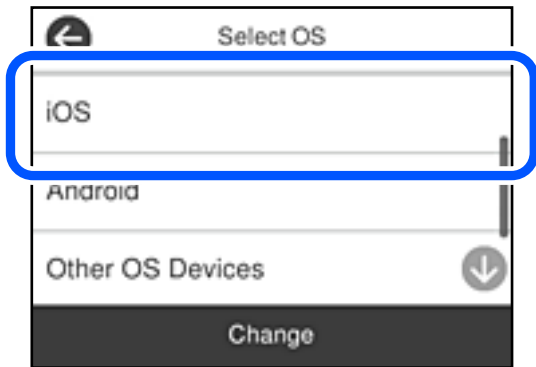 Select OS
iOS
Android
Other OS Devices
Change